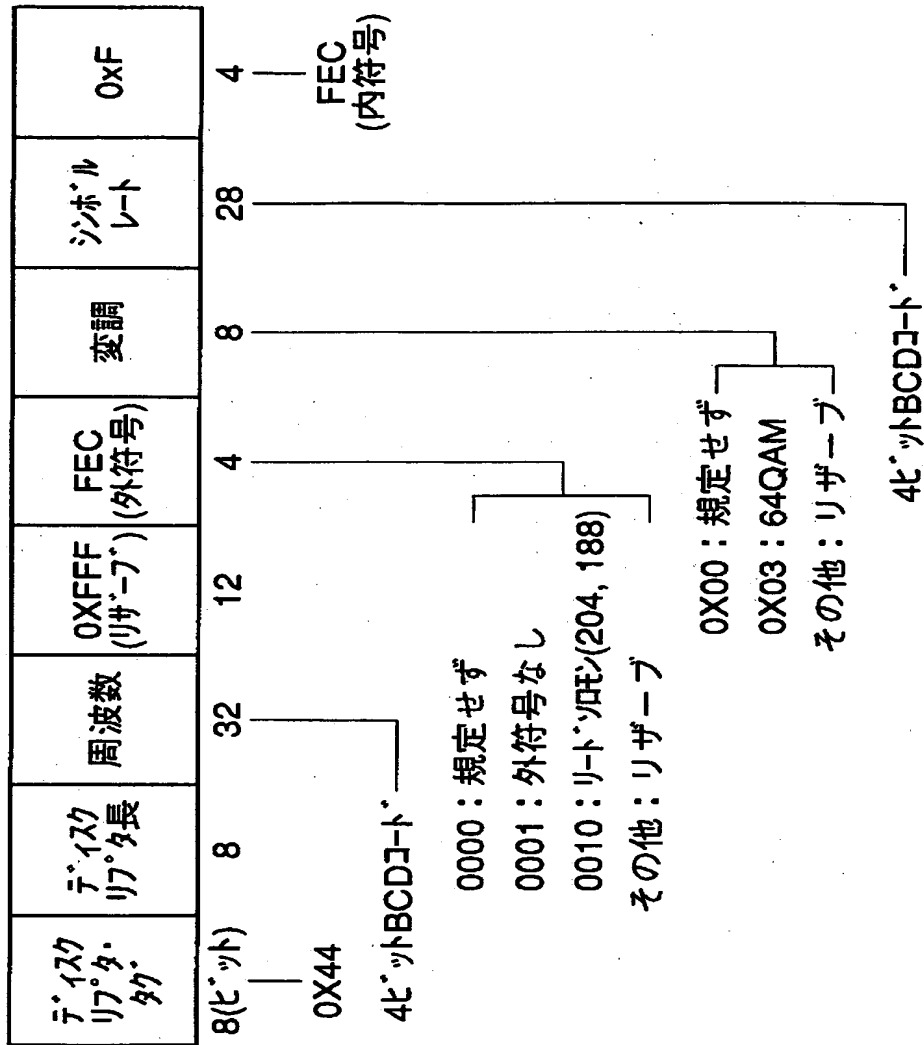 ディスク
リプタ・
タグ
ディスク
リプタ長
周波数
0XFFF
(リザーブ)
FEC
(外符号)
変調
シンボル
レート
0xF
8(ビット)
8
32
12
4
8
28
4
0X44
4ビットBCDコード
0000：規定せず
0001：外符号なし
0010：リードソロモン(204, 188)
その他：リザーブ
0X00：規定せず
0X03：64QAM
その他：リザーブ
4ビットBCDコード
FEC
(内符号)